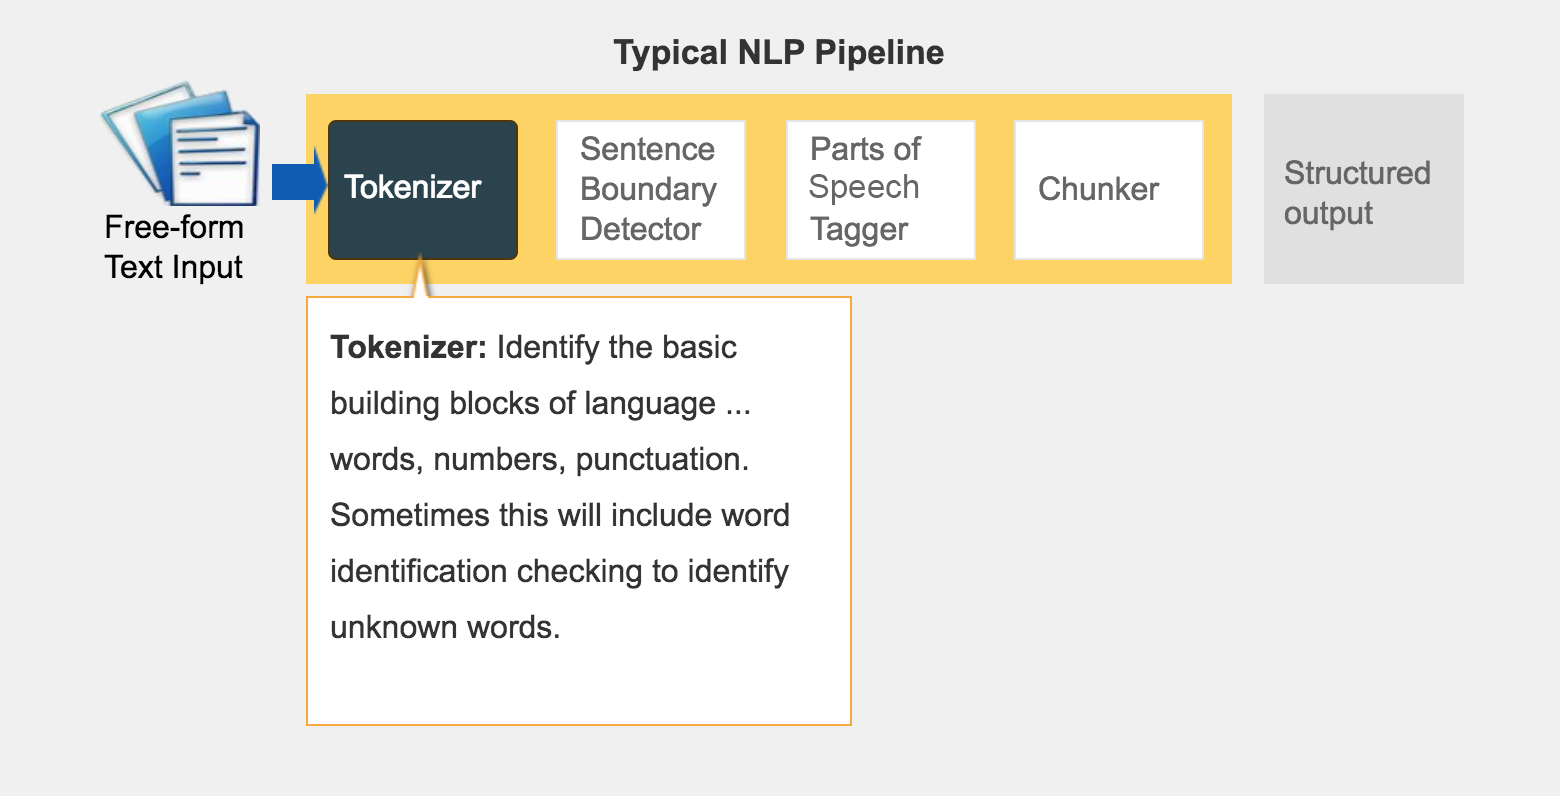 Typical NLP Pipeline
Free-form
Text Input
Tokenizer
Sentence
Boundary
Detector
Parts of
Speech
Tagger
Chunker
Structured
output
Tokenizer: Identify the basic
building blocks of language ...
words, numbers, punctuation.
Sometimes this will include word
identification checking to identify
unknown words.